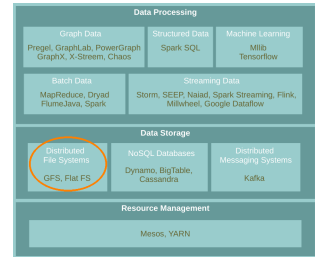 Data Processing
Graph Data
Pregel, GraphLab, PowerGraph
GraphX, X-Streem, Chaos
Structured Data
Spark SQL
Machine Learning
Mllib
Tensorflow
Batch Data
MapReduce, Dryad
FlumeJava, Spark
Streaming Data
Storm, SEEP, Naiad, Spark Streaming, Flink,
Millwheel, Google Dataflow
Data Storage
Distributed
File Systems
GFS, Flat FS
NoSQL Databases
Dynamo, BigTable,
Cassandra
Distributed
Messaging Systems
Kafka
Resource Management
Mesos, YARN